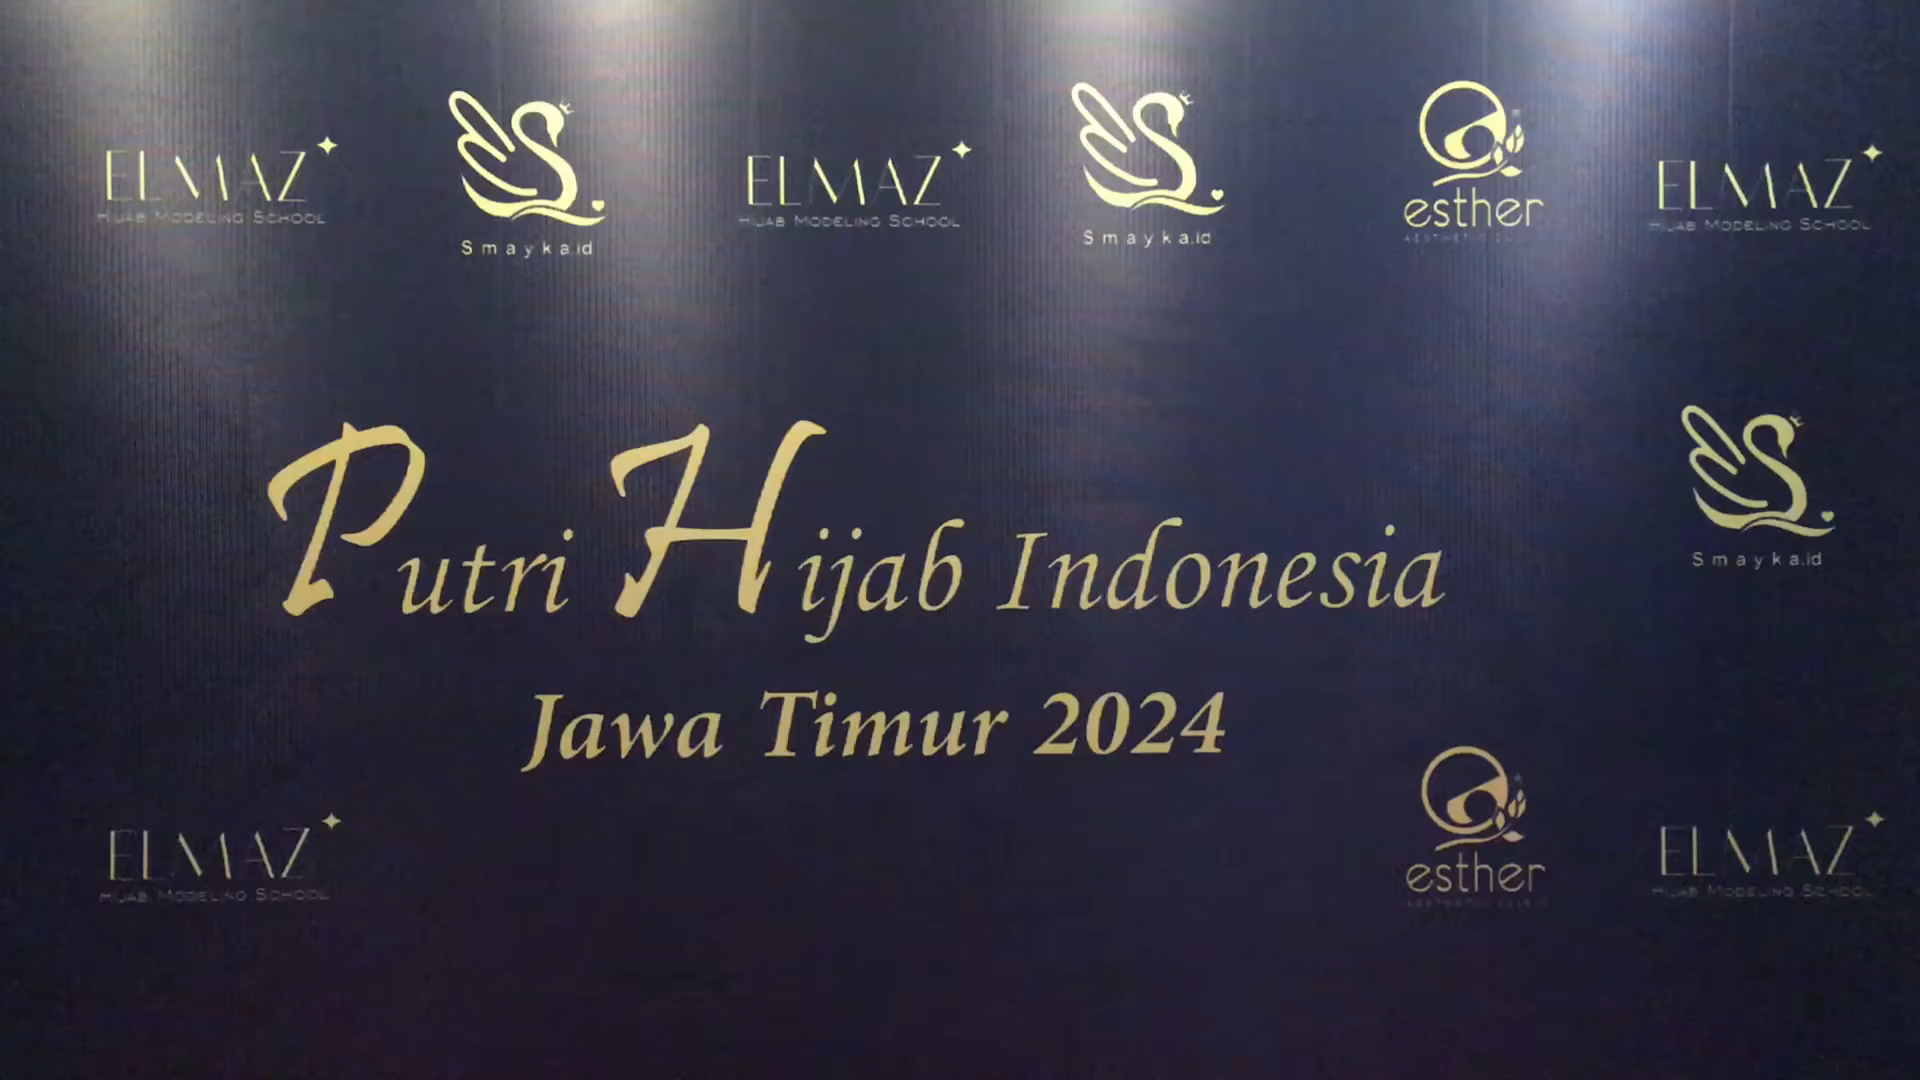 ELMAZ
HIJAB MODELING SCHOOL
Smayka.id
ELMAZ
HIJAB MODELING SCHOOL
Smayka.id
esther
ELMAZ
HIJAB MODELING SCHOOL
Smayka.id
Putri Hijab Indonesia
Jawa Timur 2024
ELMAZ
HIJAB MODELING SCHOOL
esther
ELMAZ
HIJAB MODELING SCHOOL